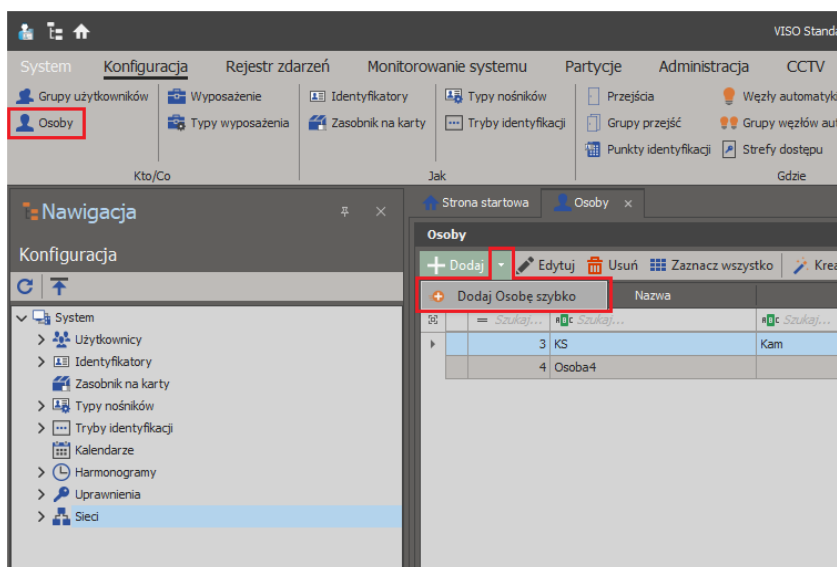 VISO Standa
System Konfiguracja Rejestr zdarzeń Monitorowanie systemu Partycje Administracja CCTV
Grupy użytkowników Wyposażenie Identyfikatory Typy nośników Przejścia Węzły automatyki
Osoby Typy wyposażenia Zasobnik na karty Tryby identyfikacji Grupy przejść Grupy węzłów au
Punkty identyfikacji Strefy dostępu
Kto/Co Jak Gdzie
Nawigacja
Strona startowa Osoby
Osoby
Konfiguracja
Dodaj Edytuj Usuń Zaznacz wszystko Krea
Dodaj Osobę szybko Nazwa
= Szukaj... ABC Szukaj... ABC Szukaj...
3 KS Kam
4 Osoba4
System
Użytkownicy
Identyfikatory
Zasobnik na karty
Typy nośników
Tryby identyfikacji
Kalendarze
Harmonogramy
Uprawnienia
Sieci